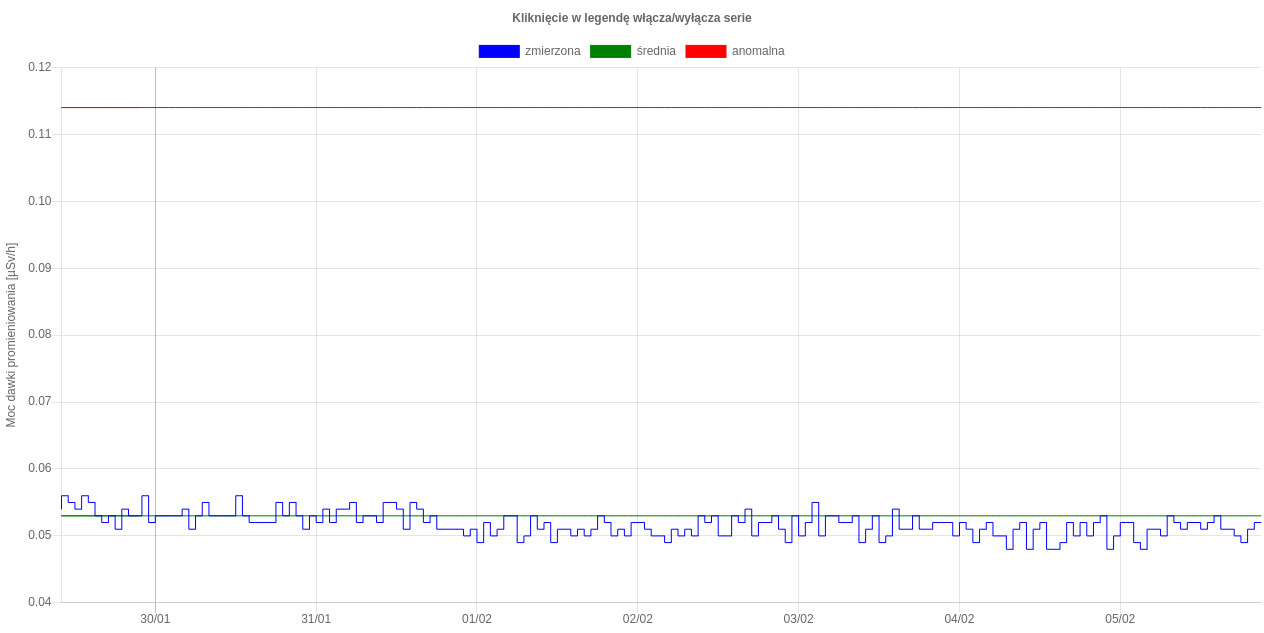 Kliknięcie w legendę włącza/wyłącza serie
zmierzona średnia anomalna
Moc dawki promieniowania [µSv/h]
0.12
0.11
0.10
0.09
0.08
0.07
0.06
0.05
0.04
30/01 31/01 01/02 02/02 03/02 04/02 05/02